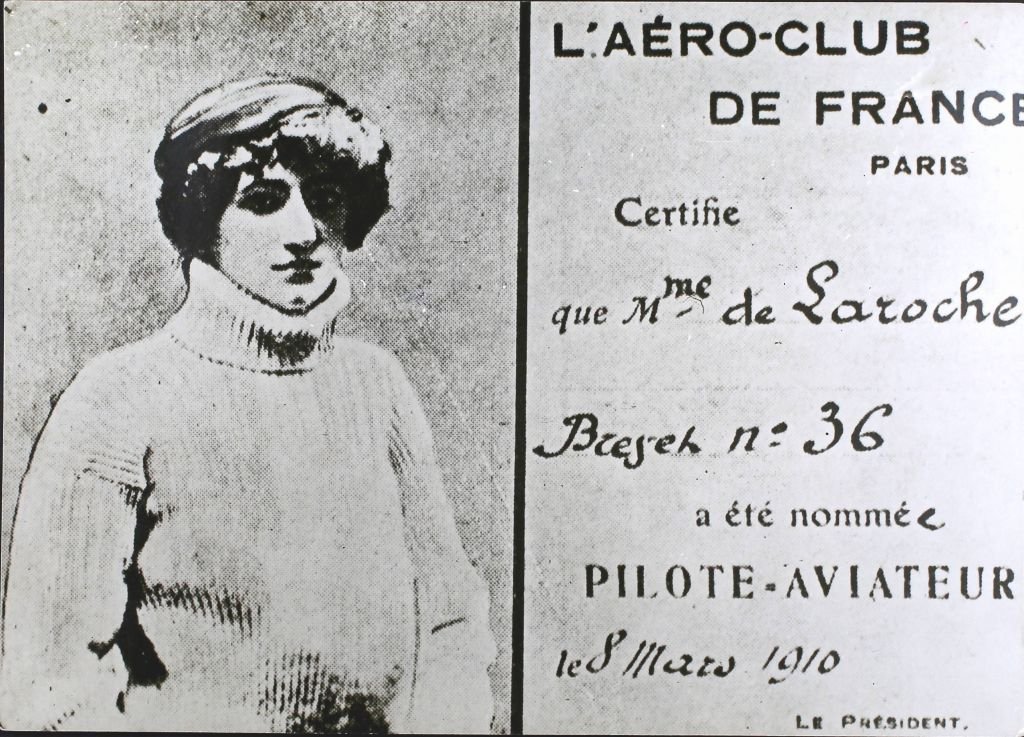 L'AÉRO-CLUB
DE FRANCE
PARIS
Certifie
que Mme de Laroche
Brevet nº 36
a été nommée
PILOTE-AVIATEUR
le 8 Mars 1910
LE PRÉSIDENT.